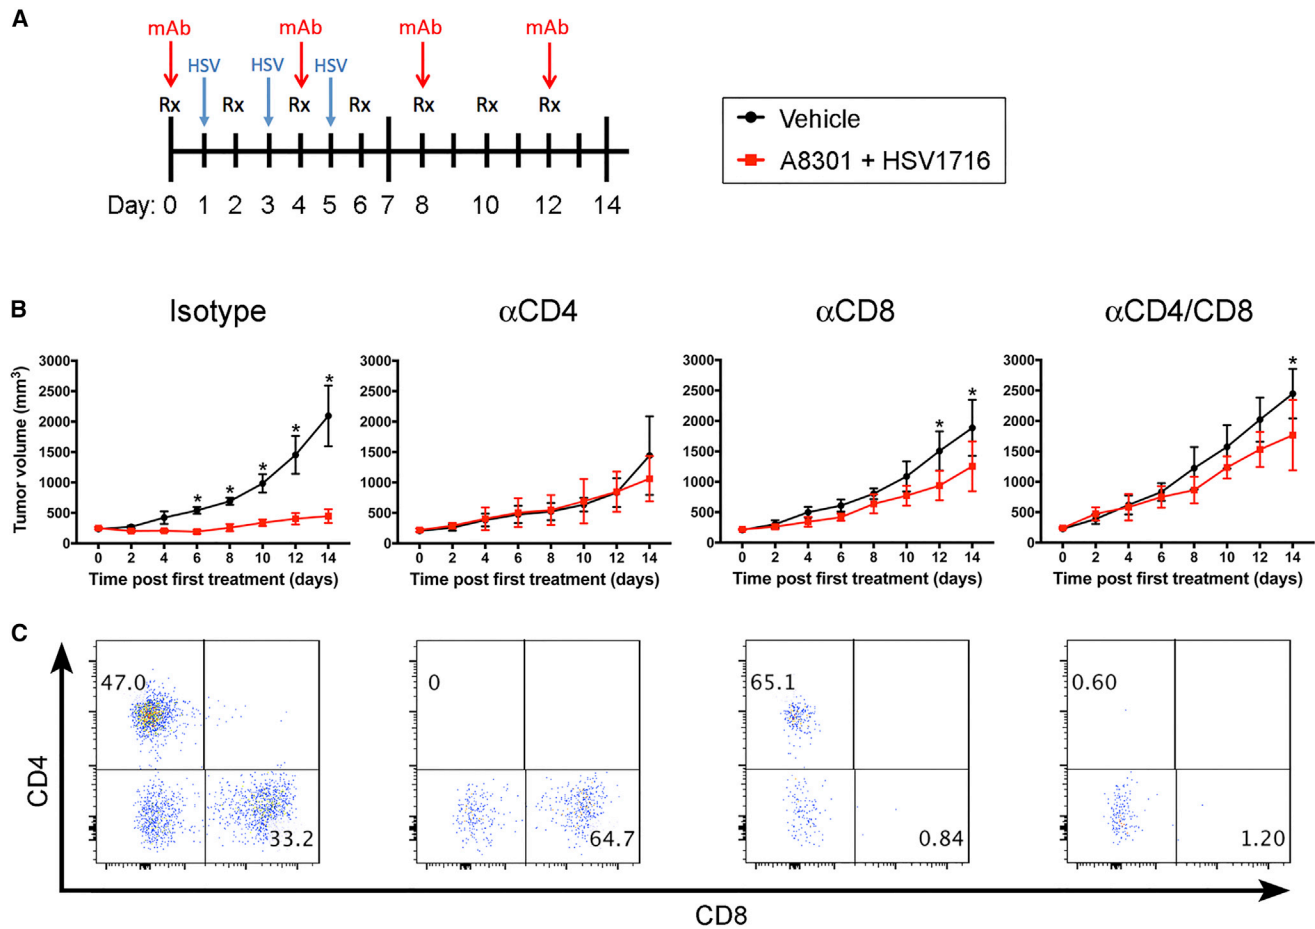 A
mAb mAb mAb mAb
HSV HSV HSV
Rx Rx Rx Rx Rx Rx Rx
Day: 0 1 2 3 4 5 6 7 8 10 12 14
Vehicle
A8301 + HSV1716
B
Isotype αCD4 αCD8 αCD4/CD8
Tumor volume (mm³)
3000 3000 3000 3000
2500 2500 2500 2500
2000 2000 2000 2000
1500 1500 1500 1500
1000 1000 1000 1000
500 500 500 500
0 0 0 0
* * * * *
* *
*
0 2 4 6 8 10 12 14 0 2 4 6 8 10 12 14 0 2 4 6 8 10 12 14 0 2 4 6 8 10 12 14
Time post first treatment (days) Time post first treatment (days) Time post first treatment (days) Time post first treatment (days)
C
CD4
47.0 0 65.1 0.60
33.2 64.7 0.84 1.20
CD8